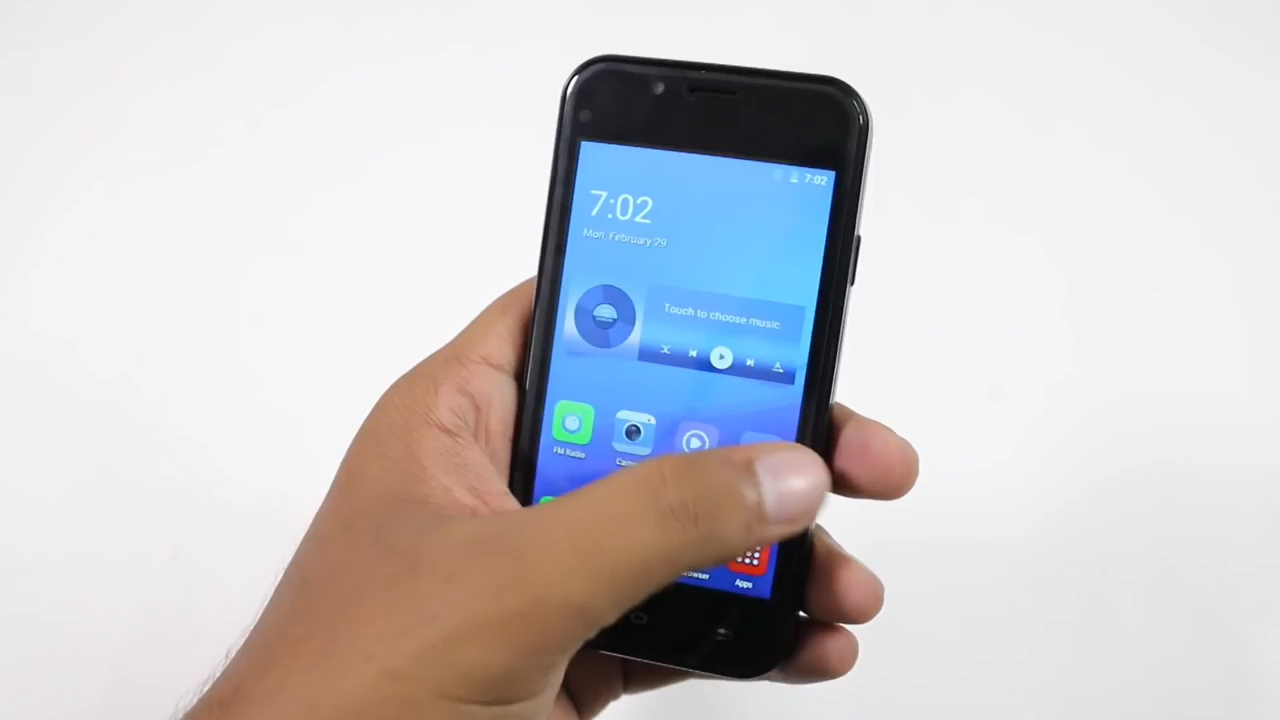 7:02
7:02
Mon, February 29
Touch to choose music.
FM Radio
Apps